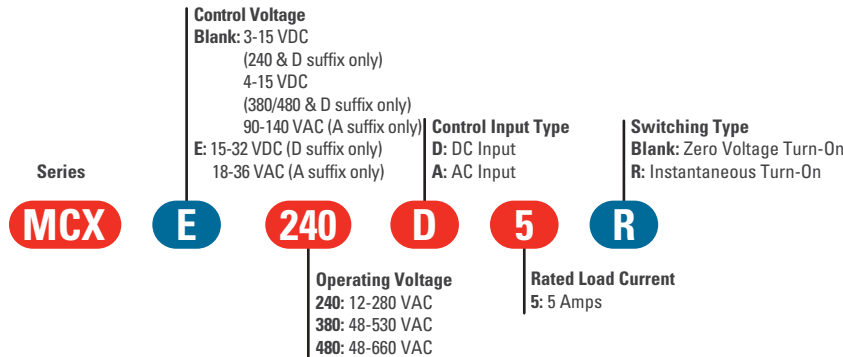 Control Voltage
Blank: 3-15 VDC
(240 & D suffix only)
4-15 VDC
(380/480 & D suffix only)
90-140 VAC (A suffix only)
E: 15-32 VDC (D suffix only)
18-36 VAC (A suffix only)
Control Input Type
D: DC Input
A: AC Input
Switching Type
Blank: Zero Voltage Turn-On
R: Instantaneous Turn-On
Series
MCX E 240 D 5 R
Operating Voltage
240: 12-280 VAC
380: 48-530 VAC
480: 48-660 VAC
Rated Load Current
5: 5 Amps